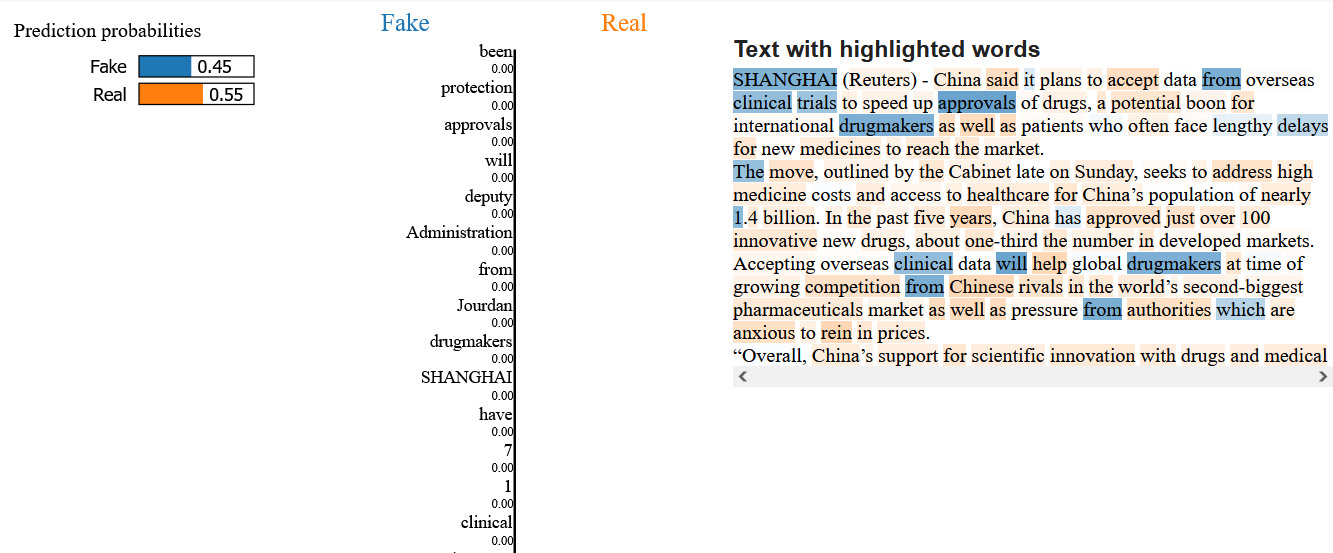 Prediction probabilities
Fake 0.45
Real 0.55
Fake Real
been
0.00
protection
0.00
approvals
0.00
will
0.00
deputy
0.00
Administration
0.00
from
0.00
Jourdan
0.00
drugmakers
0.00
SHANGHAI
0.00
have
0.00
7
0.00
1
0.00
clinical
0.00
Text with highlighted words
SHANGHAI (Reuters) - China said it plans to accept data from overseas
clinical trials to speed up approvals of drugs, a potential boon for
international drugmakers as well as patients who often face lengthy delays
for new medicines to reach the market.
The move, outlined by the Cabinet late on Sunday, seeks to address high
medicine costs and access to healthcare for China’s population of nearly
1.4 billion. In the past five years, China has approved just over 100
innovative new drugs, about one-third the number in developed markets.
Accepting overseas clinical data will help global drugmakers at time of
growing competition from Chinese rivals in the world’s second-biggest
pharmaceuticals market as well as pressure from authorities which are
anxious to rein in prices.
“Overall, China’s support for scientific innovation with drugs and medical